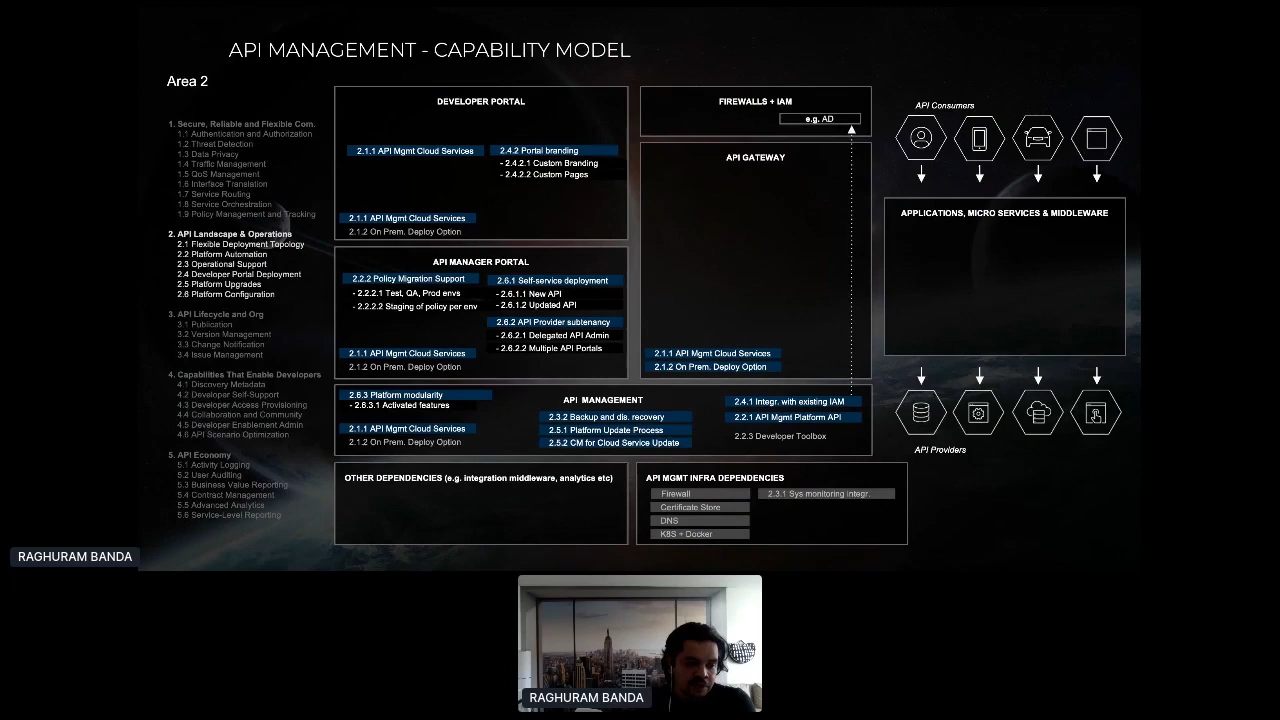 API MANAGEMENT - CAPABILITY MODEL
Area 2
1. Secure, Reliable and Flexible Com.
1.1 Authentication and Authorization
1.2 Threat Detection
1.3 Data Privacy
1.4 Traffic Management
1.5 QoS Management
1.6 Interface Translation
1.7 Service Routing
1.8 Service Orchestration
1.9 Policy Management and Tracking
2. API Landscape & Operations
2.1 Flexible Deployment Topology
2.2 Platform Automation
2.3 Operational Support
2.4 Developer Portal Deployment
2.5 Platform Upgrades
2.6 Platform Configuration
3. API Lifecycle and Org
3.1 Publication
3.2 Version Management
3.3 Change Notification
3.4 Issue Management
4. Capabilities That Enable Developers
4.1 Discovery Metadata
4.2 Developer Self-Support
4.3 Developer Access Provisioning
4.4 Collaboration and Community
4.5 Developer Enablement Admin
4.6 API Scenario Optimization
5. API Economy
5.1 Activity Logging
5.2 User Auditing
5.3 Business Value Reporting
5.4 Contract Management
5.5 Advanced Analytics
5.6 Service-Level Reporting
DEVELOPER PORTAL
2.1.1 API Mgmt Cloud Services
2.4.2 Portal branding
- 2.4.2.1 Custom Branding
- 2.4.2.2 Custom Pages
2.1.1 API Mgmt Cloud Services
2.1.2 On Prem. Deploy Option
API MANAGER PORTAL
2.2.2 Policy Migration Support
- 2.2.2.1 Test, QA, Prod envs
- 2.2.2.2 Staging of policy per env
2.6.1 Self-service deployment
- 2.6.1.1 New API
- 2.6.1.2 Updated API
2.6.2 API Provider subtenancy
- 2.6.2.1 Delegated API Admin
- 2.6.2.2 Multiple API Portals
2.1.1 API Mgmt Cloud Services
2.1.2 On Prem. Deploy Option
FIREWALLS + IAM
e.g. AD
API GATEWAY
2.1.1 API Mgmt Cloud Services
2.1.2 On Prem. Deploy Option
API MANAGEMENT
2.6.3 Platform modularity
- 2.6.3.1 Activated features
2.1.1 API Mgmt Cloud Services
2.1.2 On Prem. Deploy Option
2.3.2 Backup and dis. recovery
2.5.1 Platform Update Process
2.5.2 CM for Cloud Service Update
2.4.1 Integr. with existing IAM
2.2.1 API Mgmt Platform API
2.2.3 Developer Toolbox
OTHER DEPENDENCIES (e.g. integration middleware, analytics etc)
API MGMT INFRA DEPENDENCIES
Firewall
Certificate Store
DNS
K8S + Docker
2.3.1 Sys monitoring integr.
API Consumers
APPLICATIONS, MICRO SERVICES & MIDDLEWARE
API Providers
RAGHURAM BANDA
RAGHURAM BANDA